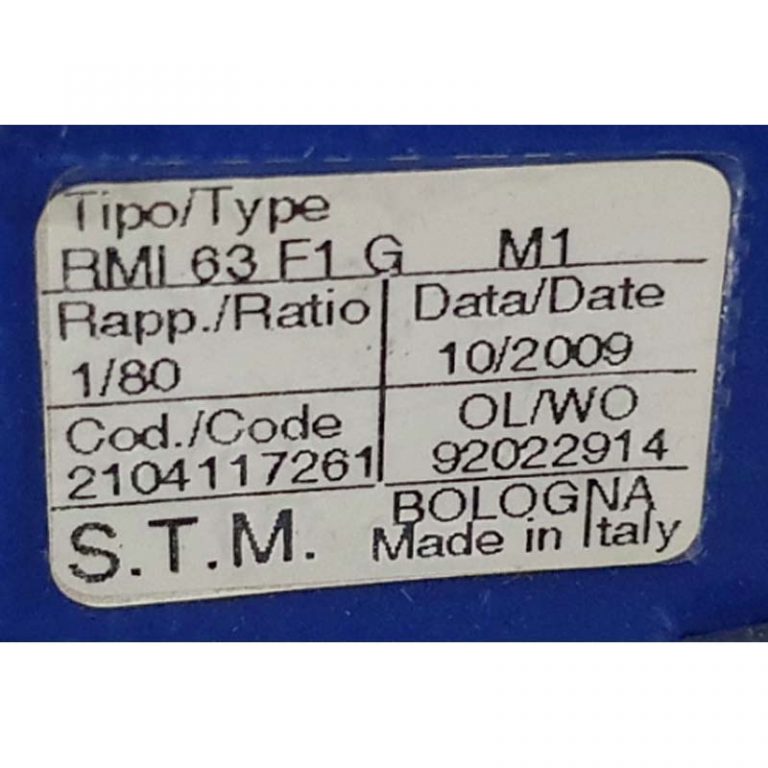 Tipo/Type
RMI 63 F1 G M1
Rapp./Ratio
1/80
Data/Date
10/2009
Cod./Code
2104117261
OL/WO
92022914
S.T.M.
BOLOGNA
Made in Italy